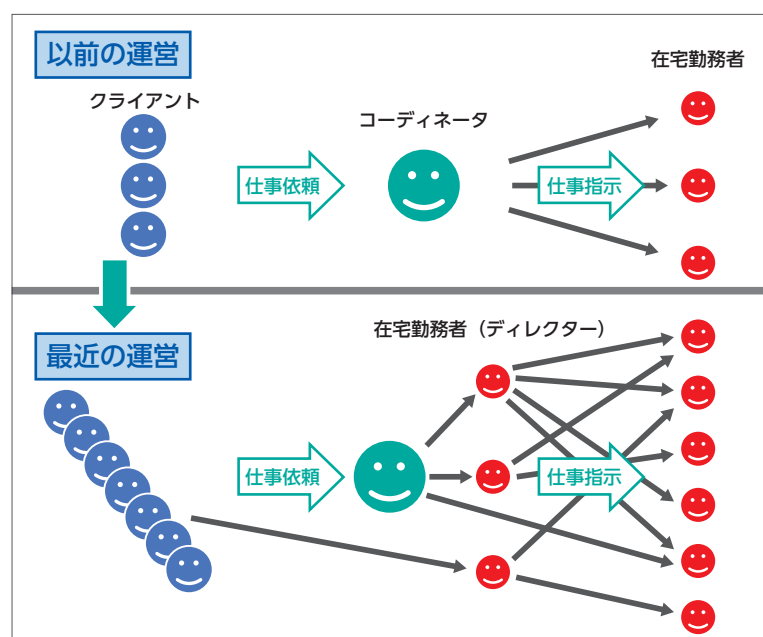 以前の運営
在宅勤務者
クライアント
コーディネータ
仕事依頼
仕事指示
最近の運営
在宅勤務者（ディレクター）
仕事依頼
仕事指示